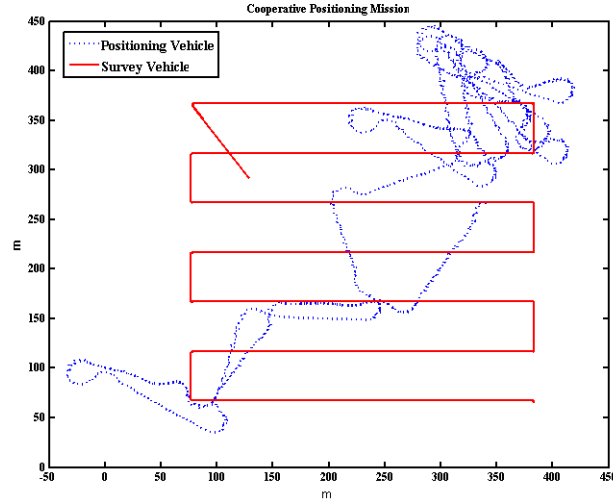 Cooperative Positioning Mission
Positioning Vehicle
Survey Vehicle
450
400
350
300
250
200
150
100
50
0
m
-50 0 50 100 150 200 250 300 350 400 450
m